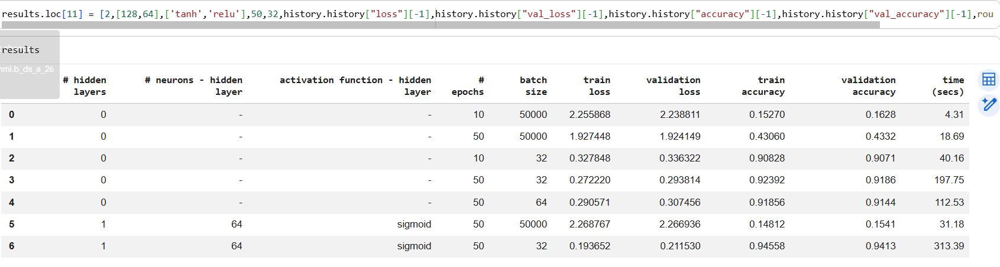 results.loc[11] = [2,[128,64],['tanh','relu'],50,32,history.history["loss"][-1],history.history["val_loss"][-1],history.history["accuracy"][-1],history.history["val_accuracy"][-1],rou
results
nmi.b_ds_a_26
# hidden layers # neurons - hidden layer activation function - hidden layer # epochs batch size train loss validation loss train accuracy validation accuracy time (secs)
0 0 - - 10 50000 2.255868 2.238811 0.15270 0.1628 4.31
1 0 - - 50 50000 1.927448 1.924149 0.43060 0.4332 18.69
2 0 - - 10 32 0.327848 0.336322 0.90828 0.9071 40.16
3 0 - - 50 32 0.272220 0.293814 0.92392 0.9186 197.75
4 0 - - 50 64 0.290571 0.307456 0.91856 0.9144 112.53
5 1 64 sigmoid 50 50000 2.268767 2.266936 0.14812 0.1541 31.18
6 1 64 sigmoid 50 32 0.193652 0.211530 0.94558 0.9413 313.39